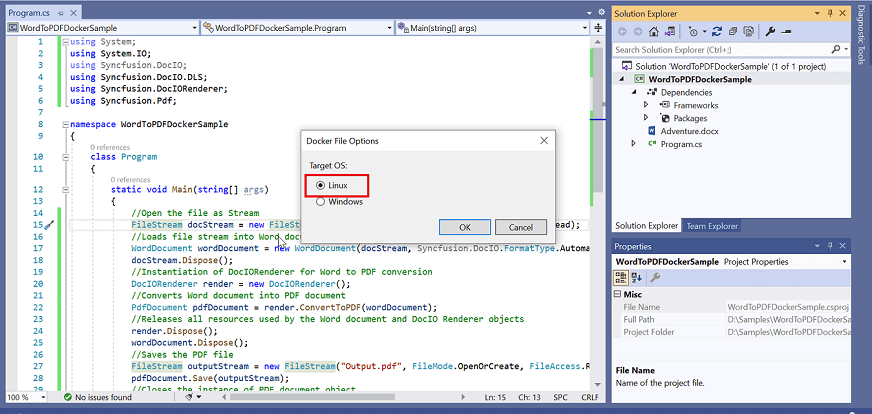 Program.cs
WordToPDFDockerSample
WordToPDFDockerSample.Program
Main(string[] args)
1 using System;
2 using System.IO;
3 using Syncfusion.DocIO;
4 using Syncfusion.DocIO.DLS;
5 using Syncfusion.DocIORenderer;
6 using Syncfusion.Pdf;
7
8 namespace WordToPDFDockerSample
9 {
0 references
10 class Program
11 {
0 references
12 static void Main(string[] args)
13 {
14 //Open the file as Stream
15 FileStream docStream = new FileSt ead);
16 //Loads file stream into Word doc
17 WordDocument wordDocument = new WordDocument(docStream, Syncfusion.DocIO.FormatType.Automa
18 docStream.Dispose();
19 //Instantiation of DocIORenderer for Word to PDF conversion
20 DocIORenderer render = new DocIORenderer();
21 //Converts Word document into PDF document
22 PdfDocument pdfDocument = render.ConvertToPDF(wordDocument);
23 //Releases all resources used by the Word document and DocIO Renderer objects
24 render.Dispose();
25 wordDocument.Dispose();
26 //Saves the PDF file
27 FileStream outputStream = new FileStream("Output.pdf", FileMode.OpenOrCreate, FileAccess.R
28 pdfDocument.Save(outputStream);
29 //Closes the instance of PDF document object
100 %
No issues found
Ln: 15
Ch: 13
SPC
CRLF
Docker File Options
Target OS:
Linux
Windows
OK
Cancel
Solution Explorer
Search Solution Explorer (Ctrl+;)
Solution 'WordToPDFDockerSample' (1 of 1 project)
WordToPDFDockerSample
Dependencies
Frameworks
Packages
Adventure.docx
Program.cs
Solution Explorer
Team Explorer
Properties
WordToPDFDockerSample Project Properties
Misc
File Name WordToPDFDockerSample.csproj
Full Path D:\Samples\WordToPDFDockerSa
Project Folder D:\Samples\WordToPDFDockerSa
File Name
Name of the project file.
Diagnostic Tools